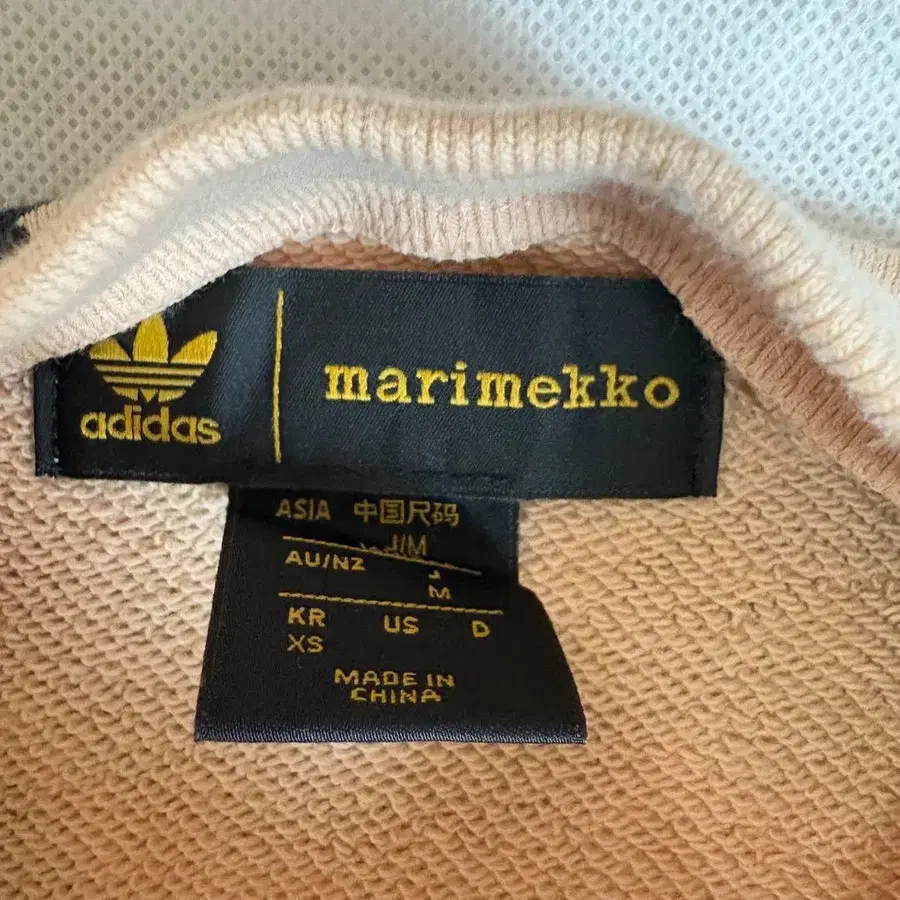 adidas
marimekko
ASIA 中国尺码
J/M
AU/NZ
M
KR US D
XS
MADE IN
CHINA